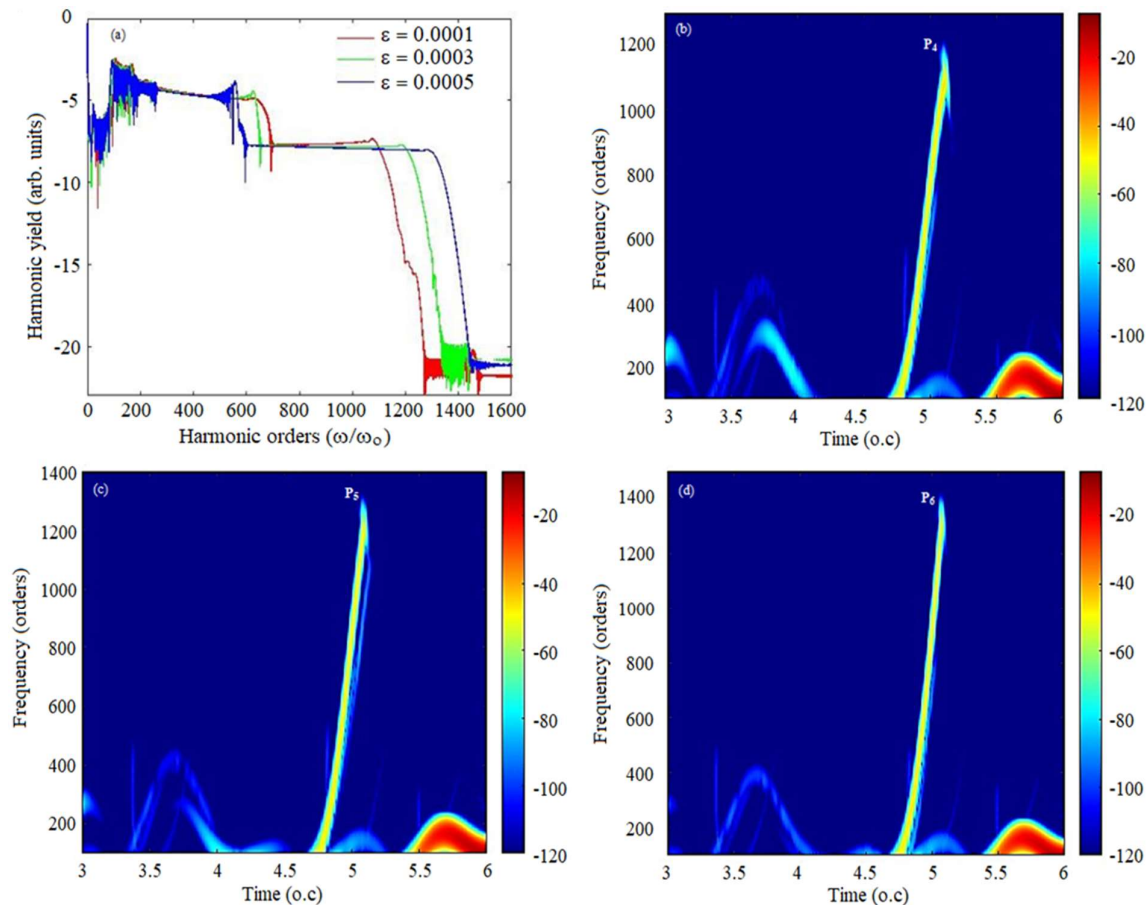 (a)
ε = 0.0001
ε = 0.0003
ε = 0.0005
0
-5
-10
-15
-20
Harmonic yield (arb. units)
0 200 400 600 800 1000 1200 1400 1600
Harmonic orders (ω/ωₒ)
(b)
P₄
1200
1000
800
600
400
200
Frequency (orders)
3 3.5 4 4.5 5 5.5 6
Time (o.c)
-20
-40
-60
-80
-100
-120
(c)
P₅
1400
1200
1000
800
600
400
200
Frequency (orders)
3 3.5 4 4.5 5 5.5 6
Time (o.c)
-20
-40
-60
-80
-100
-120
(d)
P₆
1400
1200
1000
800
600
400
200
Frequency (orders)
3 3.5 4 4.5 5 5.5 6
Time (o.c)
-20
-40
-60
-80
-100
-120